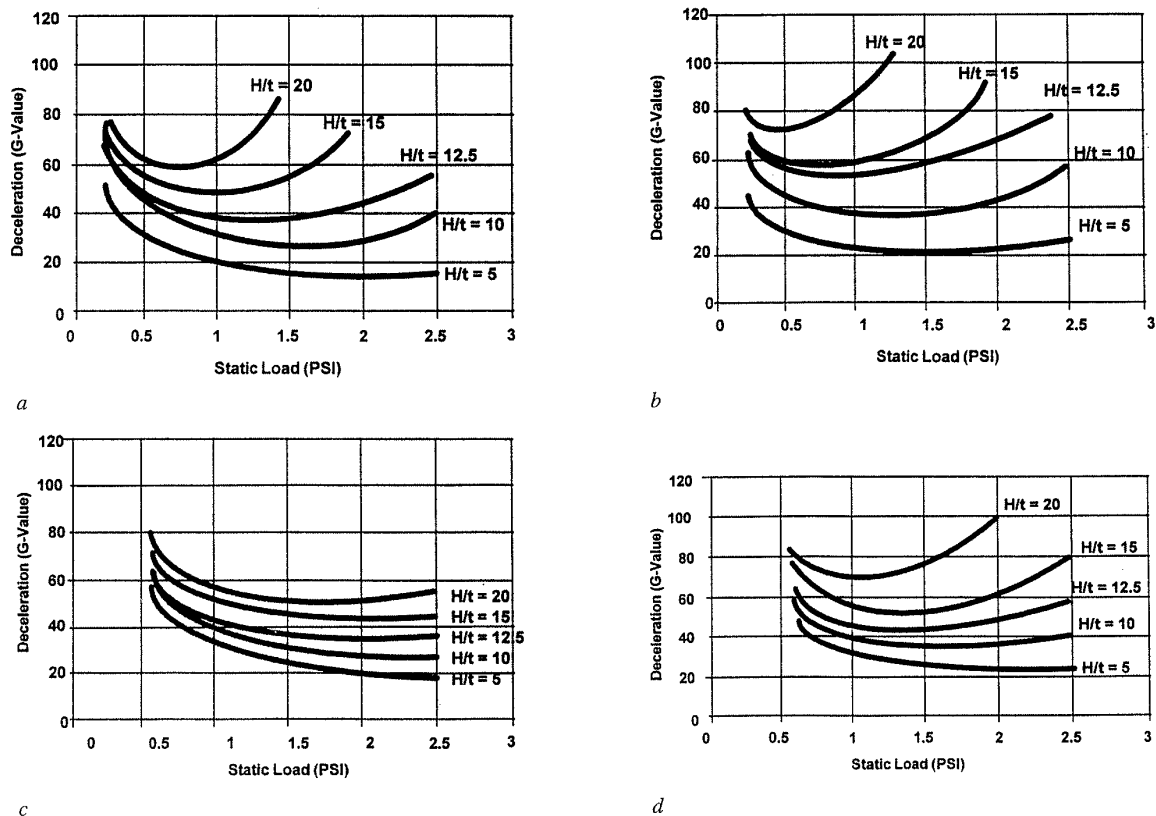 120
100
80
60
40
20
0
Deceleration (G-Value)
H/t = 20
H/t = 15
H/t = 12.5
H/t = 10
H/t = 5
0 0.5 1 1.5 2 2.5 3
Static Load (PSI)
a
120
100
80
60
40
20
0
Deceleration (G-Value)
H/t = 20
H/t = 15
H/t = 12.5
H/t = 10
H/t = 5
0 0.5 1 1.5 2 2.5 3
Static Load (PSI)
b
120
100
80
60
40
20
0
Deceleration (G-Value)
H/t = 20
H/t = 15
H/t = 12.5
H/t = 10
H/t = 5
0 0.5 1 1.5 2 2.5 3
Static Load (PSI)
c
120
100
80
60
40
20
0
Deceleration (G-Value)
H/t = 20
H/t = 15
H/t = 12.5
H/t = 10
H/t = 5
0 0.5 1 1.5 2 2.5 3
Static Load (PSI)
d